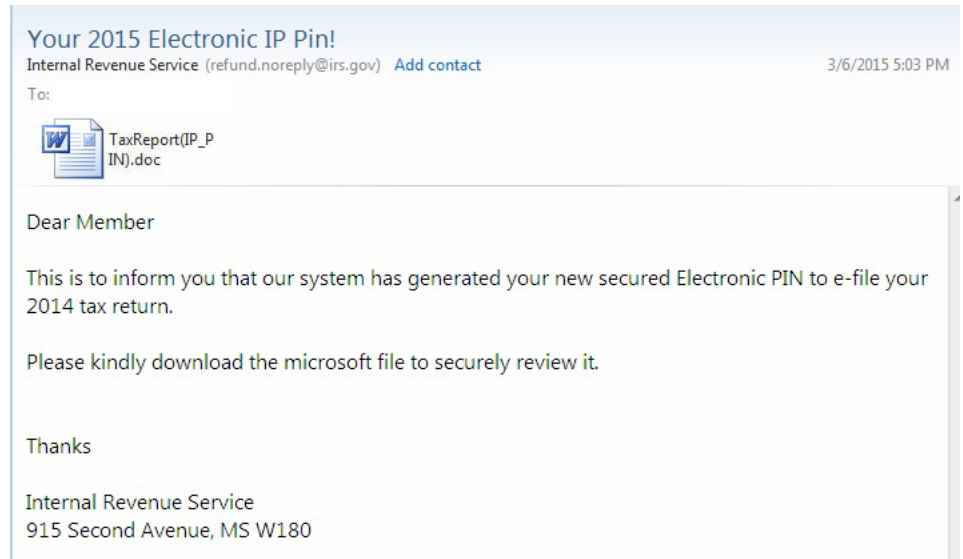 Your 2015 Electronic IP Pin!
Internal Revenue Service (refund.noreply@irs.gov) Add contact 3/6/2015 5:03 PM
To:
W
TaxReport(IP_P
IN).doc
Dear Member
This is to inform you that our system has generated your new secured Electronic PIN to e-file your
2014 tax return.
Please kindly download the microsoft file to securely review it.
Thanks
Internal Revenue Service
915 Second Avenue, MS W180